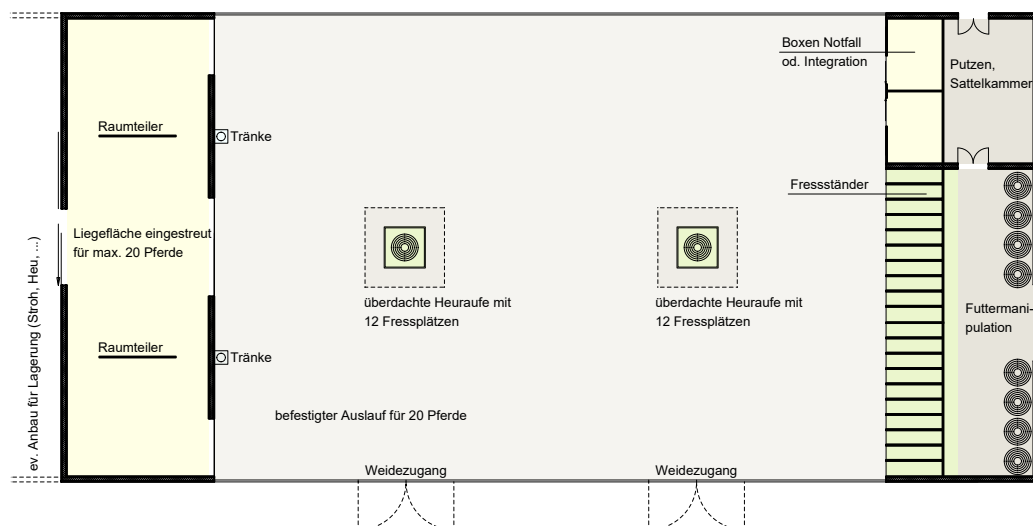 Boxen Notfall
od. Integration
Putzen,
Sattelkammer
Raumteiler
Tränke
Fressständer
Liegefläche eingestreut
für max. 20 Pferde
ev. Anbau für Lagerung (Stroh, Heu, ...)
überdachte Heuraufe mit
12 Fressplätzen
überdachte Heuraufe mit
12 Fressplätzen
Futtermani-
pulation
Raumteiler
Tränke
befestigter Auslauf für 20 Pferde
Weidezugang
Weidezugang